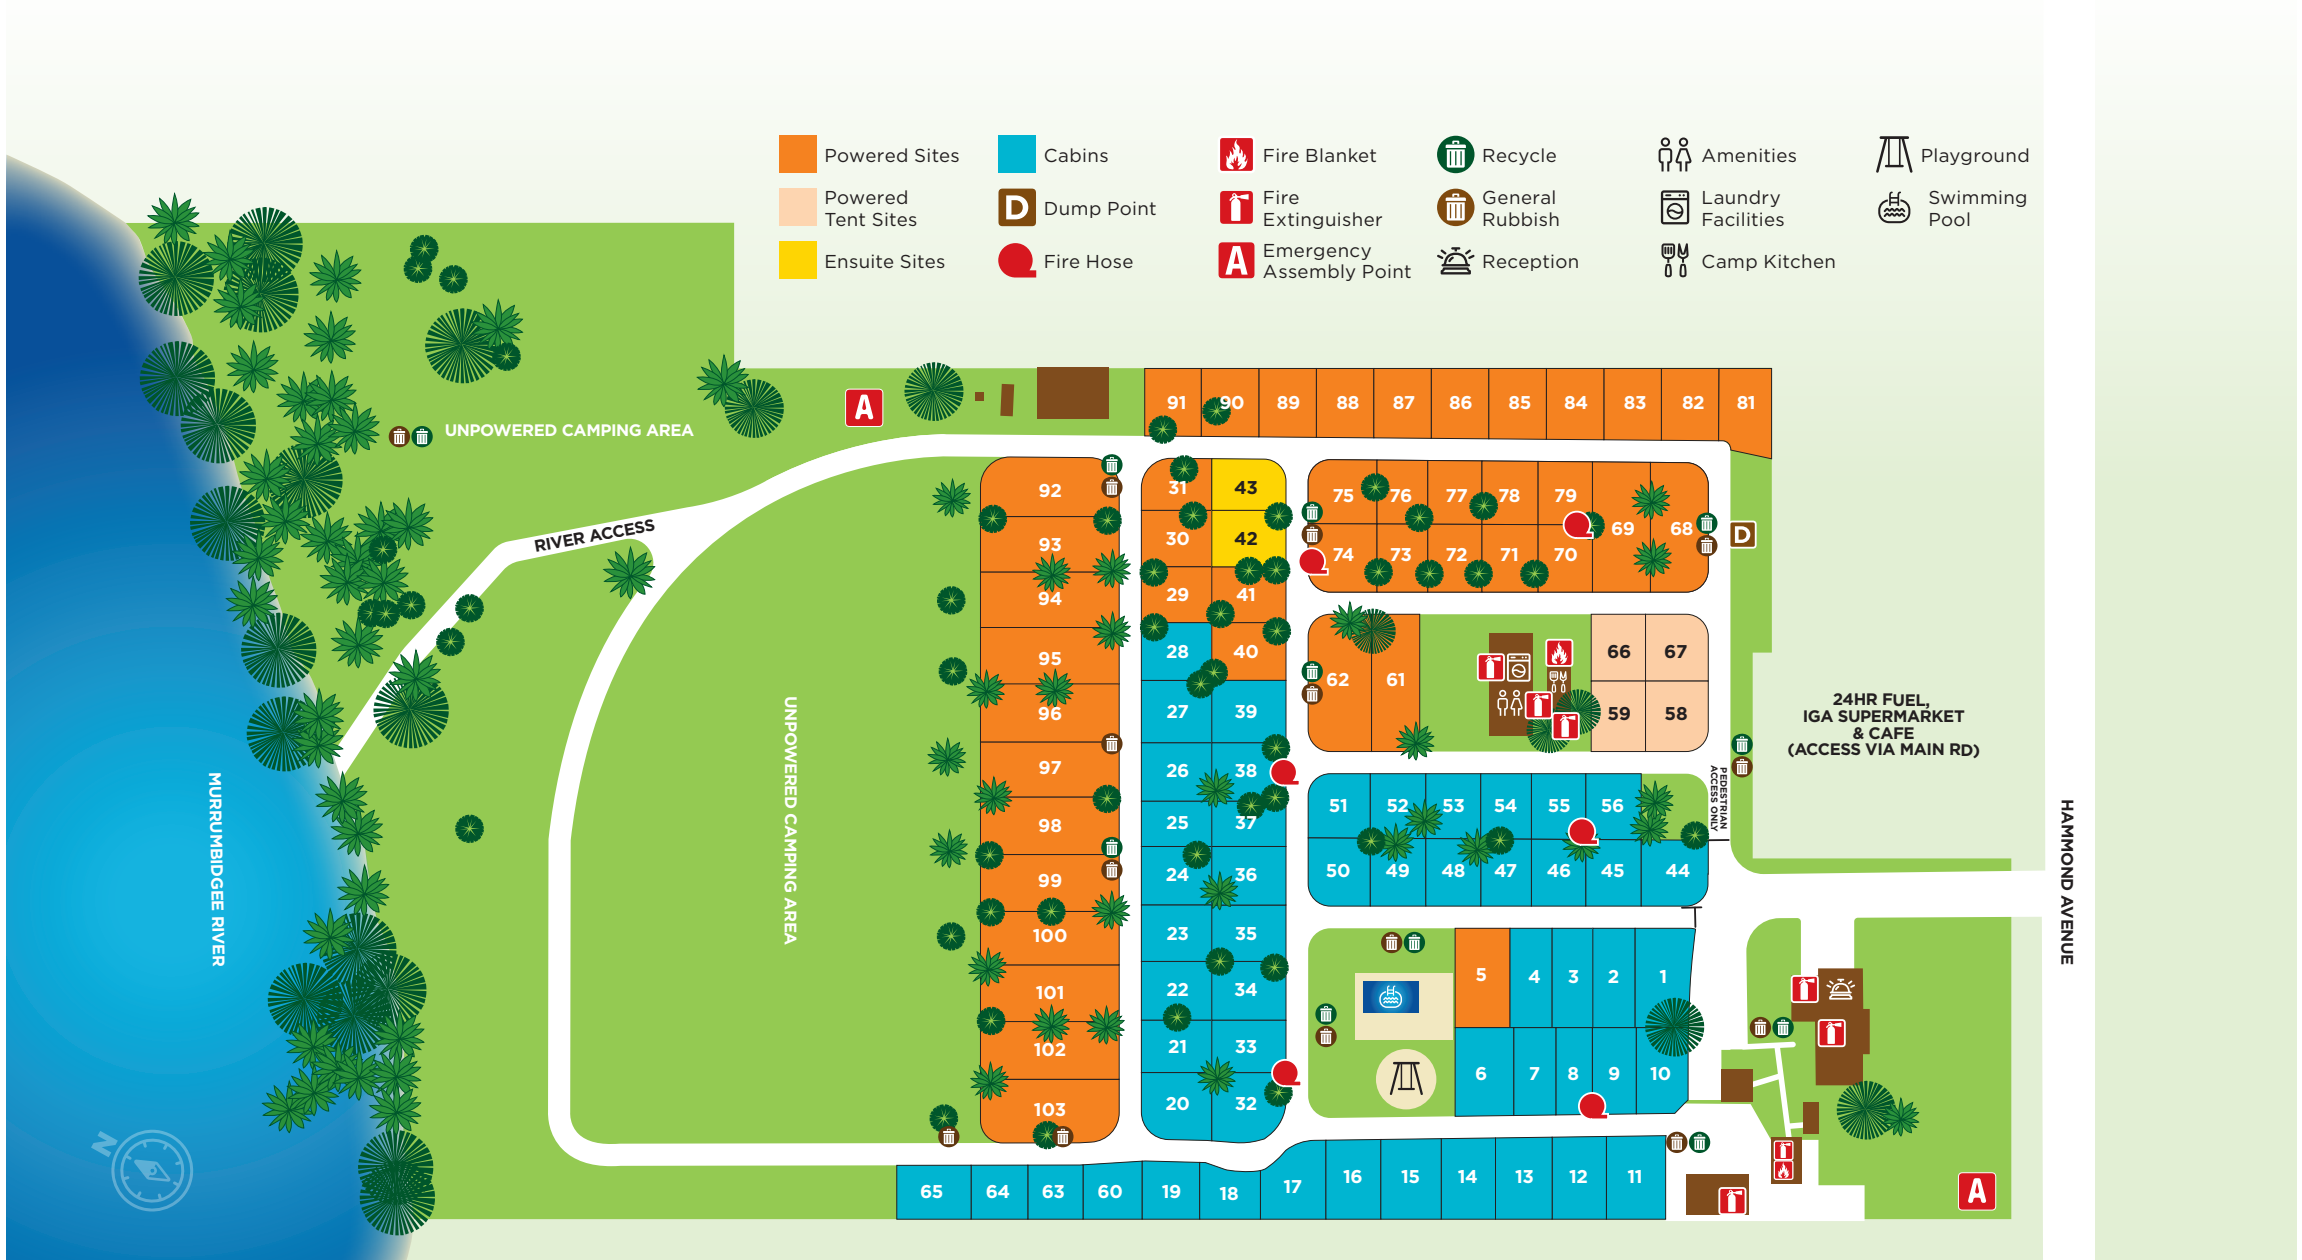 Powered Sites
Cabins
Fire Blanket
Recycle
Amenities
Playground
Powered
Tent Sites
D
Dump Point
Fire
Extinguisher
General
Rubbish
Laundry
Facilities
Swimming
Pool
Ensuite Sites
Fire Hose
A
Emergency
Assembly Point
Reception
Camp Kitchen
A
UNPOWERED CAMPING AREA
91 90 89 88 87 86 85 84 83 82 81
RIVER ACCESS
92
93
94
95
96
97
98
99
100
101
102
103
31 43
30 42
29 41
28 40
27 39
26 38
25 37
24 36
23 35
22 34
21 33
20 32
75 76 77 78 79 69 68
74 73 72 71 70
D
62 61 66 67
59 58
51 52 53 54 55 56
50 49 48 47 46 45 44
5 4 3 2 1
6 7 8 9 10
65 64 63 60 19 18 17 16 15 14 13 12 11
UNPOWERED CAMPING AREA
MURRUMBIDGEE RIVER
PEDESTRIAN
ACCESS ONLY
24HR FUEL,
IGA SUPERMARKET
& CAFE
(ACCESS VIA MAIN RD)
HAMMOND AVENUE
N
A